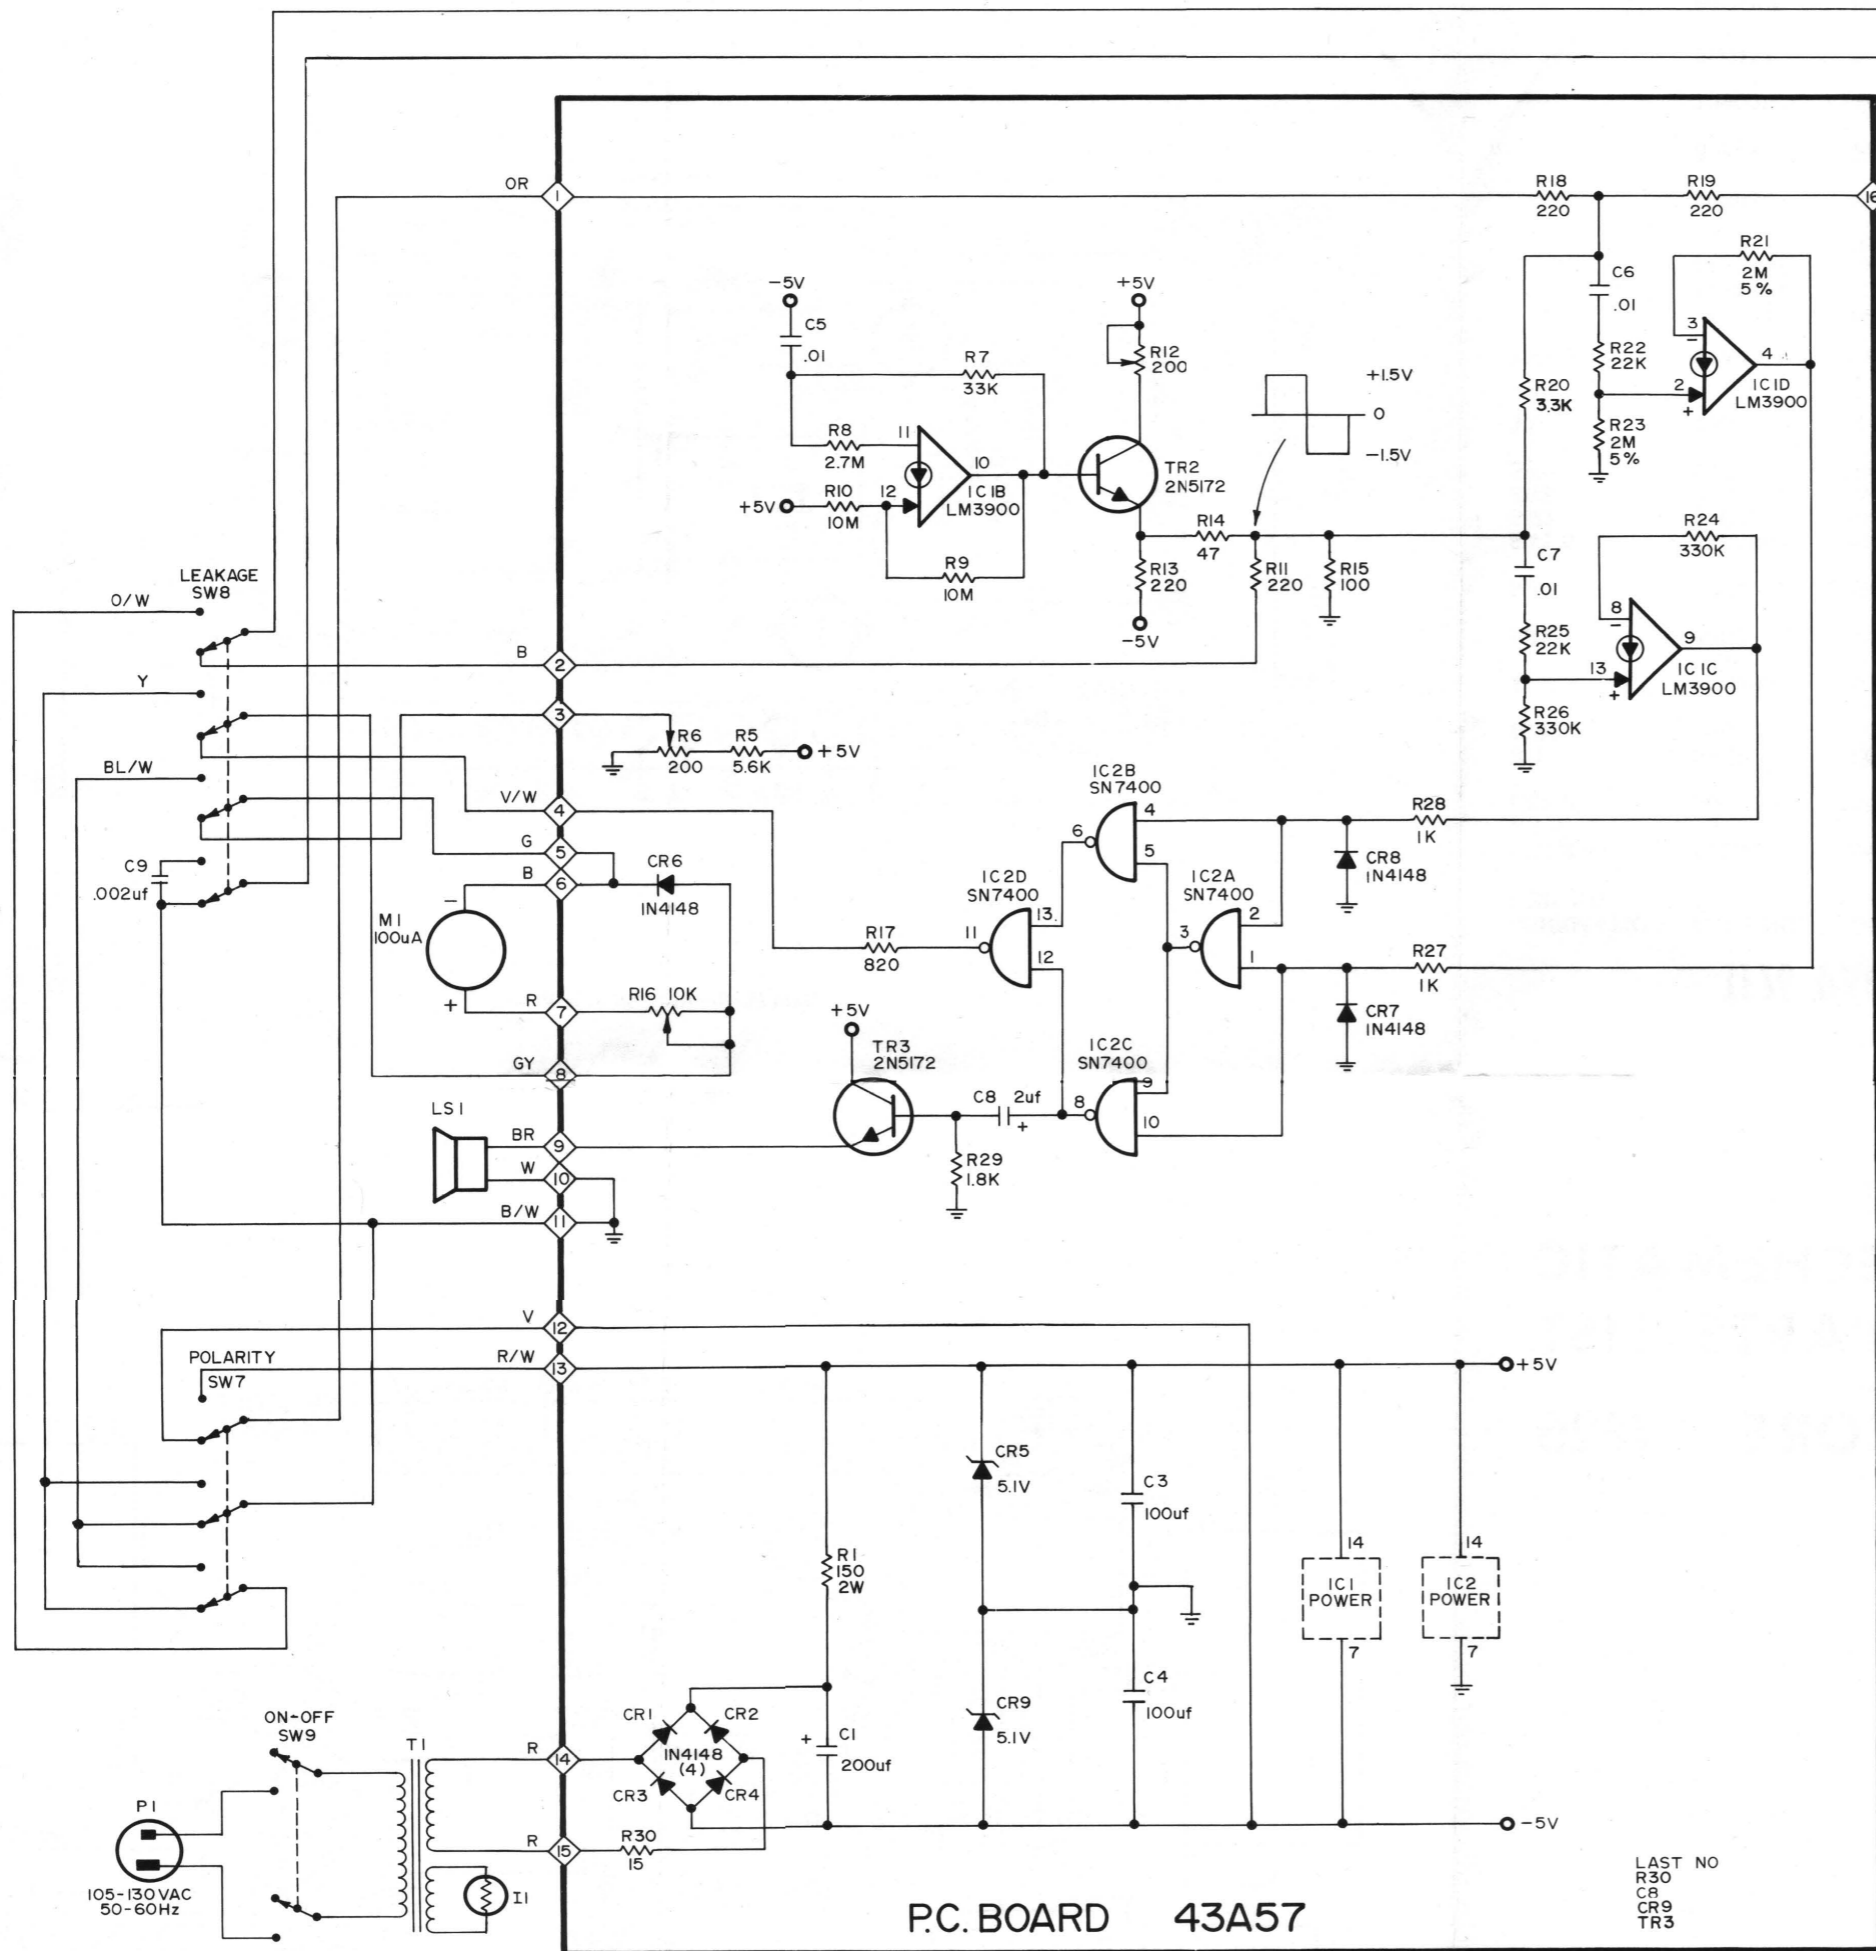 OR
1
R18
220
R19
220
16
-5V
C5
.01
R7
33K
R8
2.7M
11
R10
10M
12
+5V
10
IC1B
LM3900
R9
10M
+5V
R12
200
TR2
2N5172
+1.5V
0
-1.5V
R14
47
R13
220
-5V
R11
220
R15
100
C6
.01
R22
22K
R23
2M
5%
R20
3.3K
R21
2M
5%
3
-
2
+
4
IC1D
LM3900
C7
.01
R25
22K
R26
330K
R24
330K
8
-
13
+
9
IC1C
LM3900
LEAKAGE
SW8
O/W
Y
BL/W
C9
.002uf
B
2
3
R6
200
R5
5.6K
+5V
V/W
4
G
5
B
6
CR6
1N4148
-
M1
100uA
+
R
7
R16 10K
GY
8
LS1
BR
9
W
10
B/W
11
IC2B
SN7400
6
4
5
IC2D
SN7400
11
13
12
IC2A
SN7400
3
2
1
R28
1K
CR8
1N4148
R27
1K
CR7
1N4148
R17
820
+5V
TR3
2N5172
C8 2uf
+
R29
1.8K
IC2C
SN7400
8
9
10
V
12
POLARITY
SW7
R/W
13
+5V
CR5
5.1V
C3
100uf
R1
150
2W
14
IC1
POWER
7
14
IC2
POWER
7
CR9
5.1V
C4
100uf
+
C1
200uf
CR1
CR2
1N4148
(4)
CR3
CR4
ON-OFF
SW9
T1
R
14
R
15
R30
15
P1
105-130VAC
50-60Hz
I1
-5V
P.C. BOARD 43A57
LAST NO
R30
C8
CR9
TR3